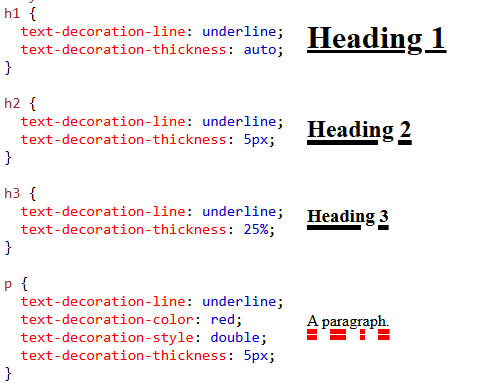 h1 {
  text-decoration-line: underline;
  text-decoration-thickness: auto;
}
Heading 1
h2 {
  text-decoration-line: underline;
  text-decoration-thickness: 5px;
}
Heading 2
h3 {
  text-decoration-line: underline;
  text-decoration-thickness: 25%;
}
Heading 3
p {
  text-decoration-line: underline;
  text-decoration-color: red;
  text-decoration-style: double;
  text-decoration-thickness: 5px;
}
A paragraph.